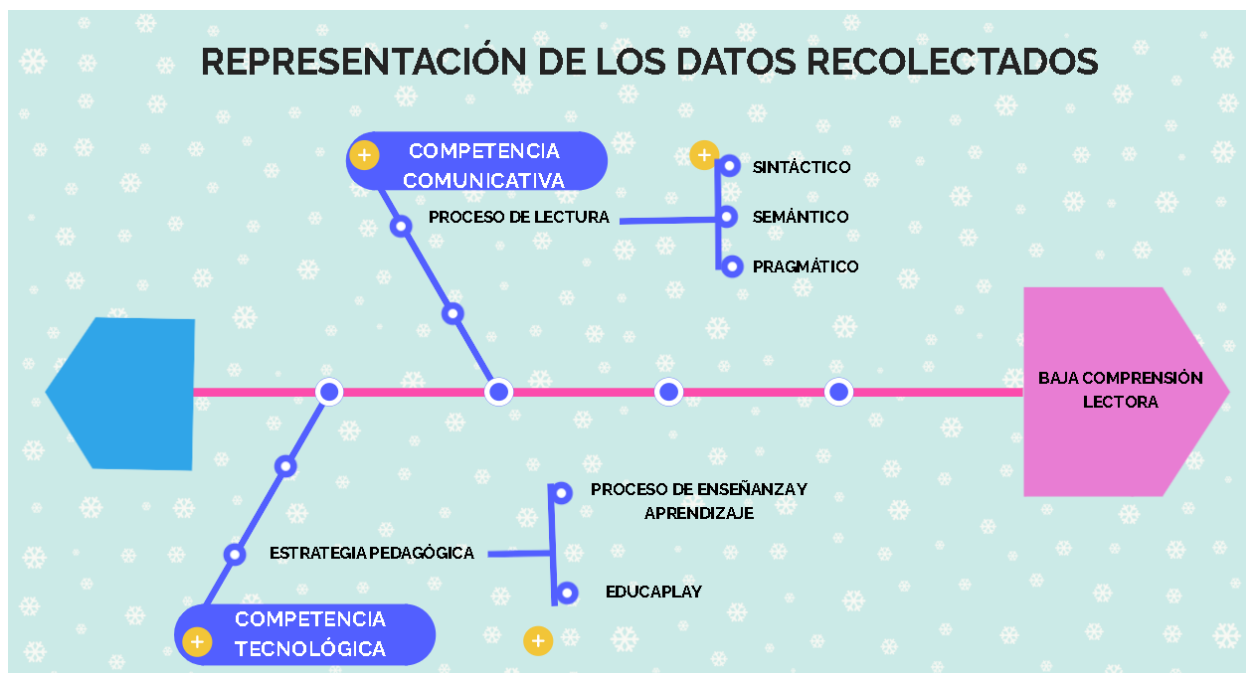 REPRESENTACIÓN DE LOS DATOS RECOLECTADOS
COMPETENCIA
COMUNICATIVA
PROCESO DE LECTURA
SINTÁCTICO
SEMÁNTICO
PRAGMÁTICO
BAJA COMPRENSIÓN
LECTORA
PROCESO DE ENSEÑANZA Y
APRENDIZAJE
ESTRATEGIA PEDAGÓGICA
EDUCAPLAY
COMPETENCIA
TECNOLÓGICA